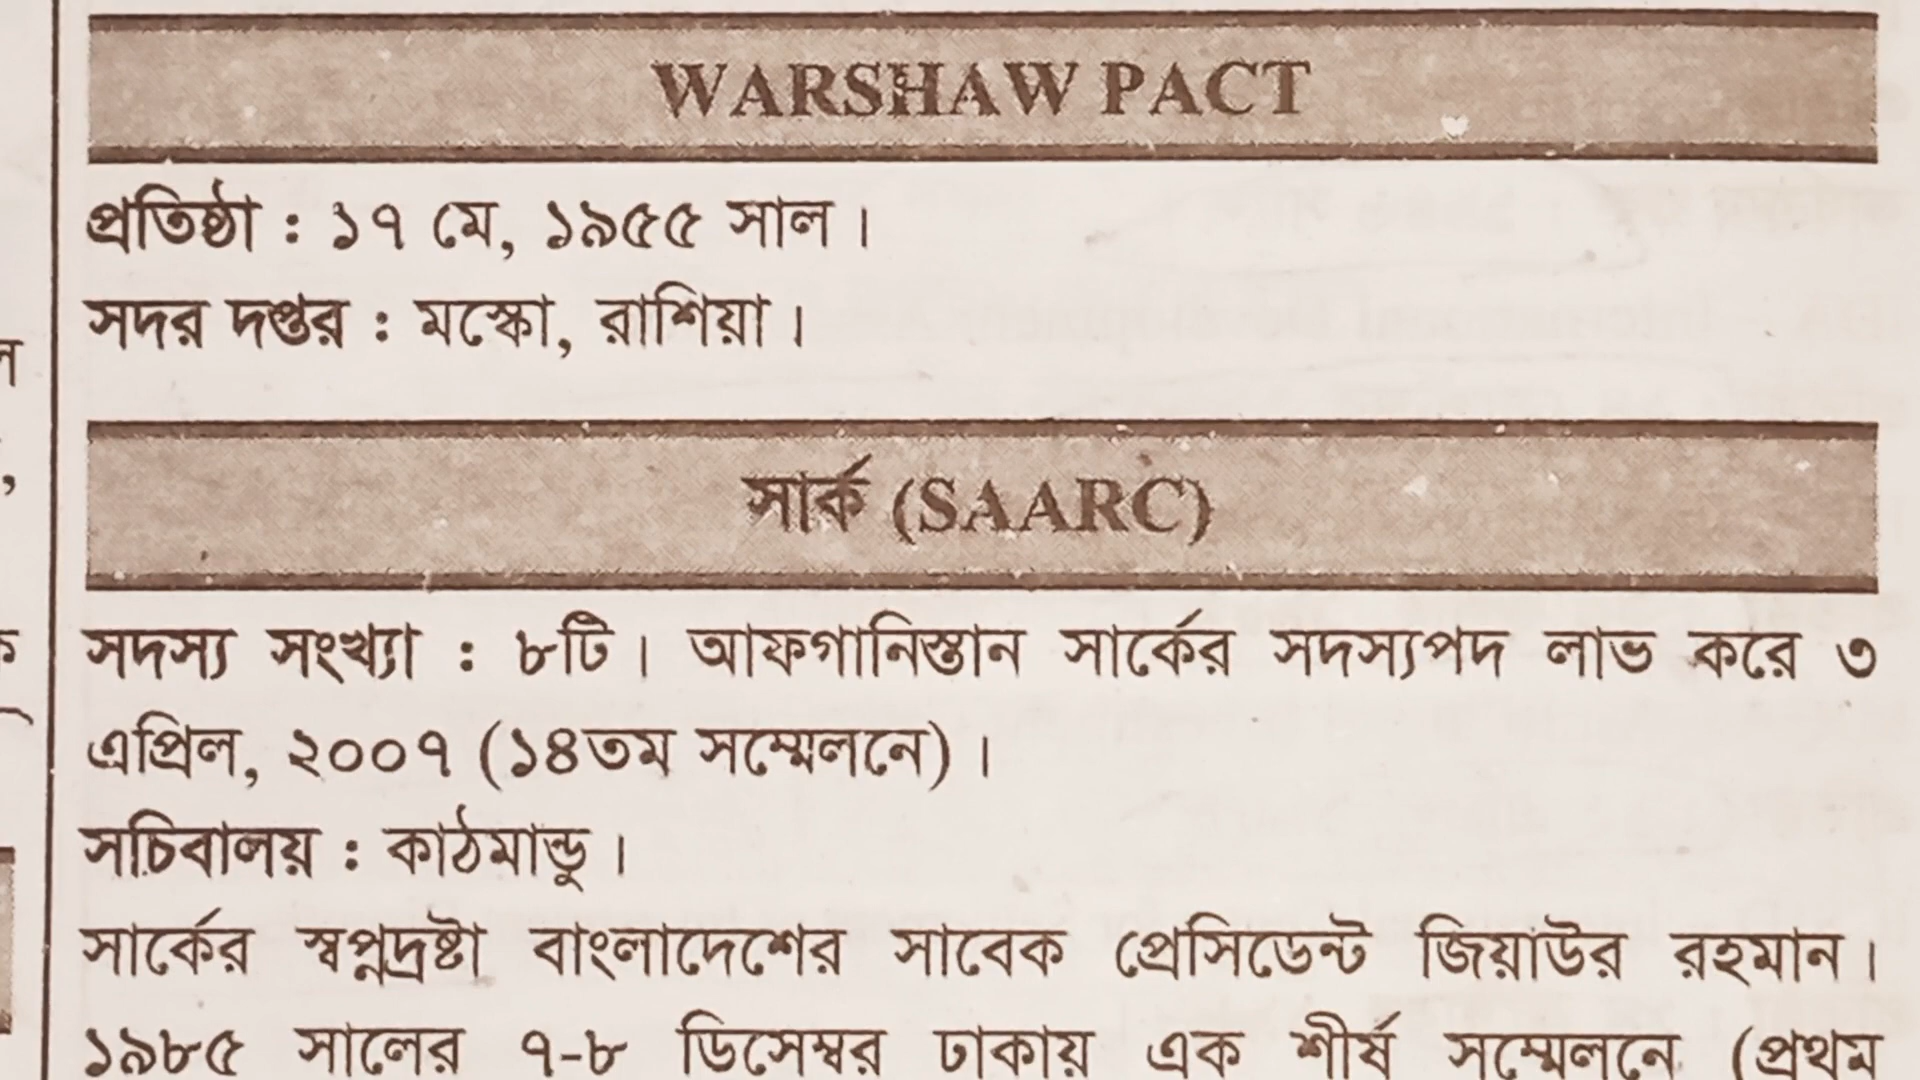 WARSHAW PACT
প্রতিষ্ঠা : ১৭ মে, ১৯৫৫ সাল।
সদর দপ্তর : মস্কো, রাশিয়া।
সার্ক (SAARC)
সদস্য সংখ্যা : ৮টি। আফগানিস্তান সার্কের সদস্যপদ লাভ করে ৩
এপ্রিল, ২০০৭ (১৪তম সম্মেলনে)।
সচিবালয় : কাঠমান্ডু।
সার্কের স্বপ্নদ্রষ্টা বাংলাদেশের সাবেক প্রেসিডেন্ট জিয়াউর রহমান।
১৯৮৫ সালের ৭-৮ ডিসেম্বর ঢাকায় এক শীর্ষ সম্মেলনে (প্রথম